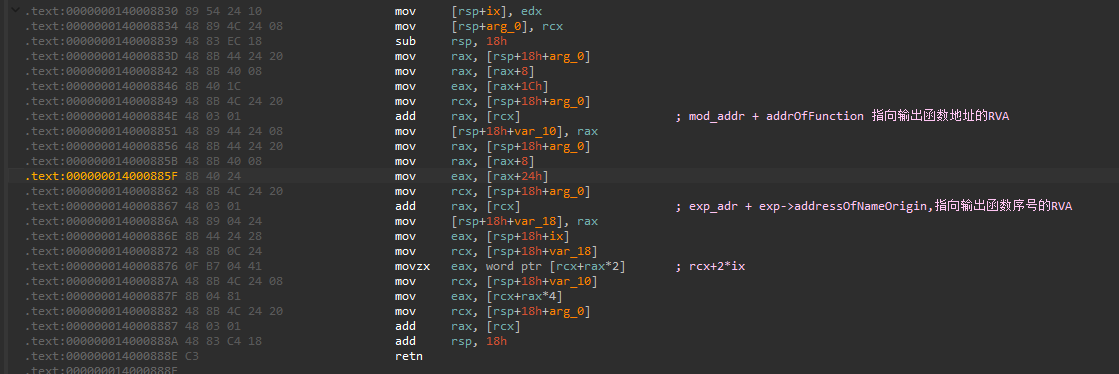 .text:0000000140008830 89 54 24 10 mov [rsp+ix], edx
.text:0000000140008834 48 89 4C 24 08 mov [rsp+arg_0], rcx
.text:0000000140008839 48 83 EC 18 sub rsp, 18h
.text:000000014000883D 48 8B 44 24 20 mov rax, [rsp+18h+arg_0]
.text:0000000140008842 48 8B 40 08 mov rax, [rax+8]
.text:0000000140008846 8B 40 1C mov eax, [rax+1Ch]
.text:0000000140008849 48 8B 4C 24 20 mov rcx, [rsp+18h+arg_0]
.text:000000014000884E 48 03 01 add rax, [rcx] ; mod_addr + addrOfFunction 指向输出函数地址的RVA
.text:0000000140008851 48 89 44 24 08 mov [rsp+18h+var_10], rax
.text:0000000140008856 48 8B 44 24 20 mov rax, [rsp+18h+arg_0]
.text:000000014000885B 48 8B 40 08 mov rax, [rax+8]
.text:000000014000885F 8B 40 24 mov eax, [rax+24h]
.text:0000000140008862 48 8B 4C 24 20 mov rcx, [rsp+18h+arg_0]
.text:0000000140008867 48 03 01 add rax, [rcx] ; exp_adr + exp->addressOfNameOrigin,指向输出函数序号的RVA
.text:000000014000886A 48 89 04 24 mov [rsp+18h+var_18], rax
.text:000000014000886E 8B 44 24 28 mov eax, [rsp+18h+ix]
.text:0000000140008872 48 8B 0C 24 mov rcx, [rsp+18h+var_18]
.text:0000000140008876 0F B7 04 41 movzx eax, word ptr [rcx+rax*2] ; rcx+2*ix
.text:000000014000887A 48 8B 4C 24 08 mov rcx, [rsp+18h+var_10]
.text:000000014000887F 8B 04 81 mov eax, [rcx+rax*4]
.text:0000000140008882 48 8B 4C 24 20 mov rcx, [rsp+18h+arg_0]
.text:0000000140008887 48 03 01 add rax, [rcx]
.text:000000014000888A 48 83 C4 18 add rsp, 18h
.text:000000014000888E C3 retn
.text:000000014000888E